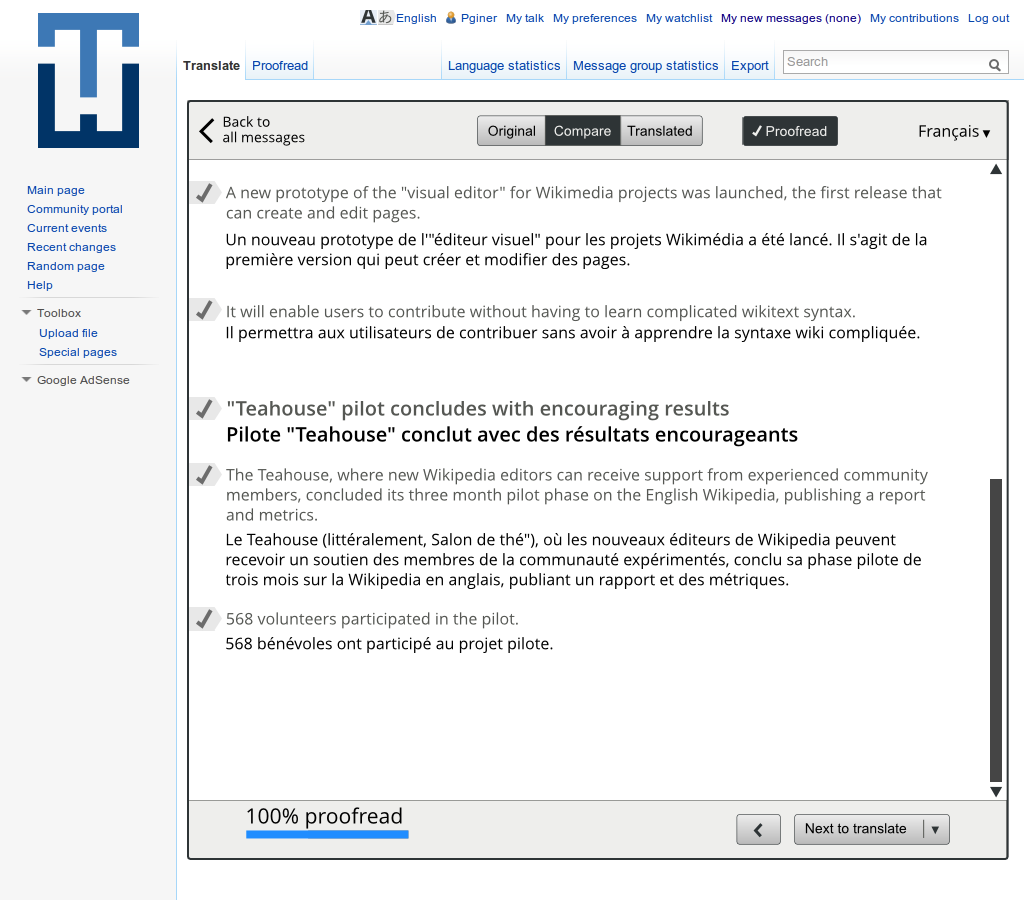 Aあ English Pginer My talk My preferences My watchlist My new messages (none) My contributions Log out
Translate Proofread Language statistics Message group statistics Export Search
Back to
all messages
Original Compare Translated ✓Proofread Français ▾
Main page
Community portal
Current events
Recent changes
Random page
Help
Toolbox
Upload file
Special pages
Google AdSense
A new prototype of the "visual editor" for Wikimedia projects was launched, the first release that
can create and edit pages.
Un nouveau prototype de l'"éditeur visuel" pour les projets Wikimédia a été lancé. Il s'agit de la
première version qui peut créer et modifier des pages.
It will enable users to contribute without having to learn complicated wikitext syntax.
Il permettra aux utilisateurs de contribuer sans avoir à apprendre la syntaxe wiki compliquée.
"Teahouse" pilot concludes with encouraging results
Pilote "Teahouse" conclut avec des résultats encourageants
The Teahouse, where new Wikipedia editors can receive support from experienced community
members, concluded its three month pilot phase on the English Wikipedia, publishing a report
and metrics.
Le Teahouse (littéralement, Salon de thé"), où les nouveaux éditeurs de Wikipedia peuvent
recevoir un soutien des membres de la communauté expérimentés, conclu sa phase pilote de
trois mois sur la Wikipedia en anglais, publiant un rapport et des métriques.
568 volunteers participated in the pilot.
568 bénévoles ont participé au projet pilote.
100% proofread
Next to translate ▾